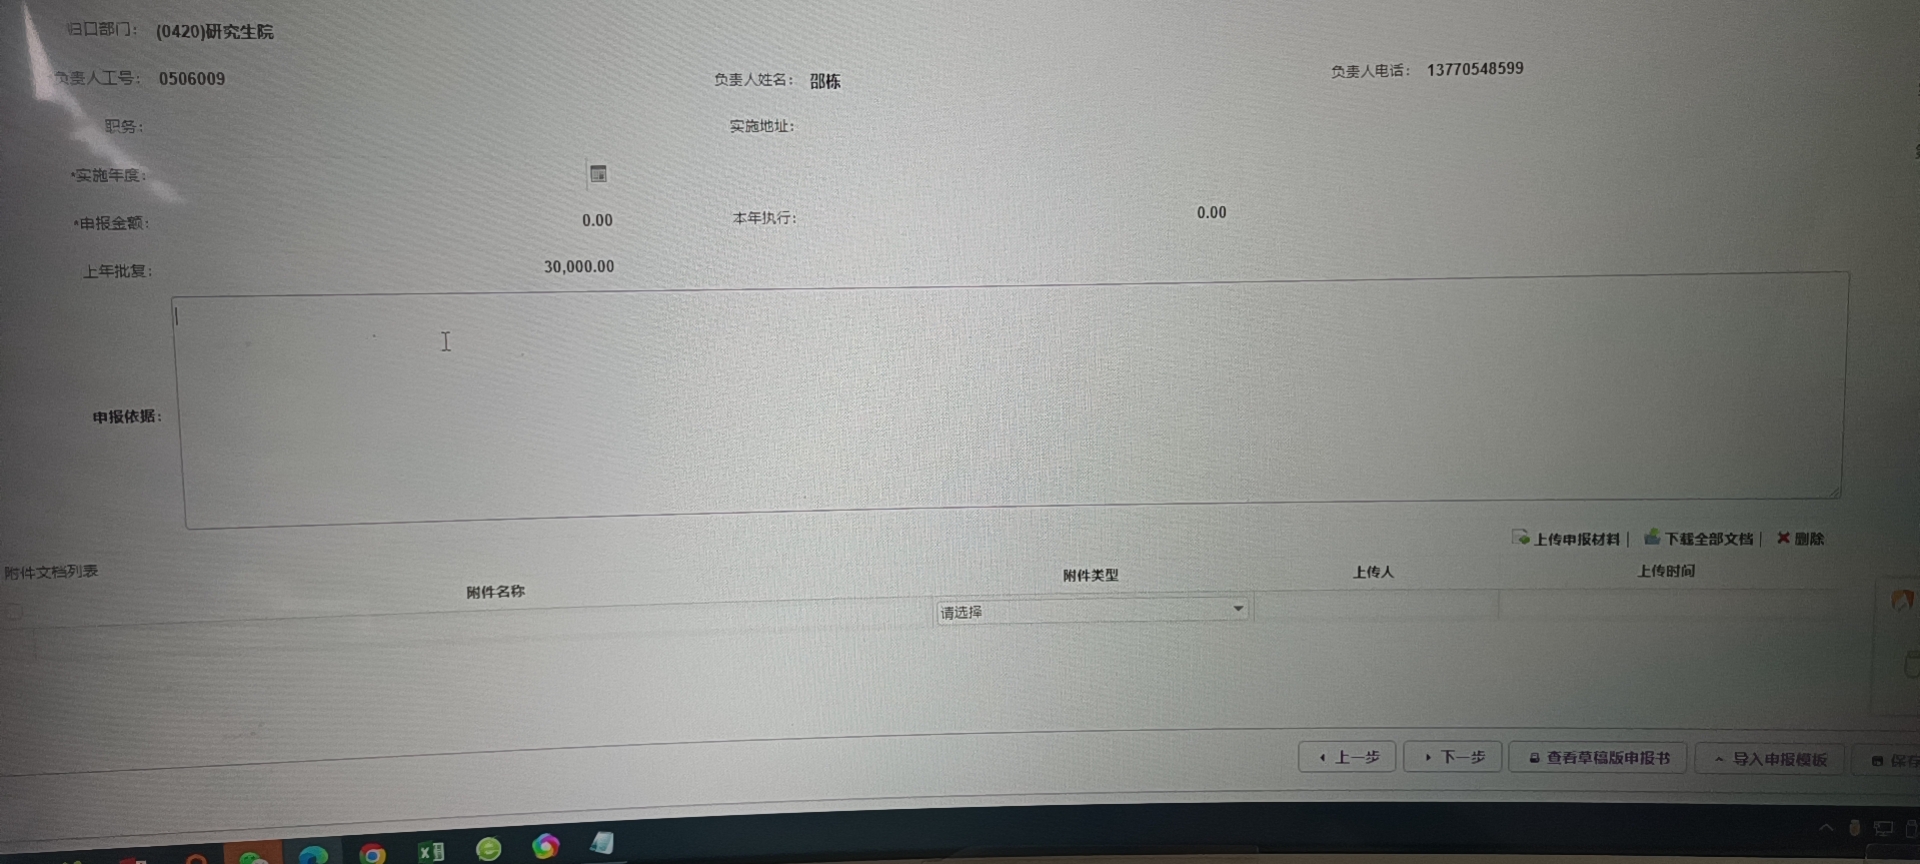 归口部门： (0420)研究生院
负责人工号： 0506009 负责人姓名： 邵栋 负责人电话： 13770548599
职务： 实施地址：
*实施年度：
*申报金额： 0.00 本年执行： 0.00
上年批复： 30,000.00
申报依据：
上传申报材料 | 下载全部文档 | 删除
附件文档列表
附件名称 附件类型 上传人 上传时间
请选择
上一步 下一步 查看草稿版申报书 导入申报模板 保存